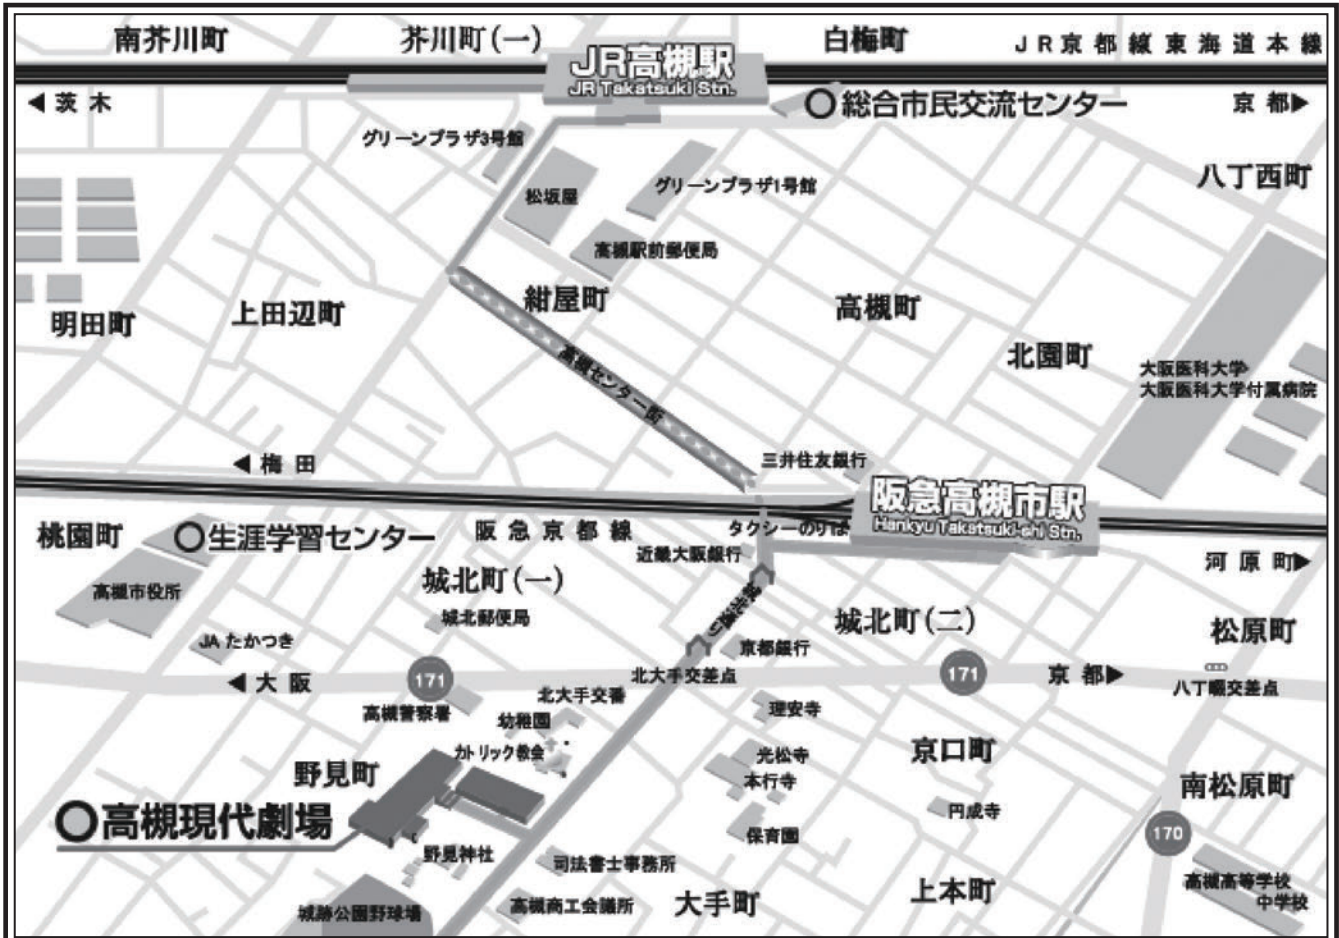 南芥川町
芥川町(一)
JR高槻駅
JR Takatsuki Stn.
白梅町
JR京都線東海道本線
◀茨木
○総合市民交流センター
京都▶
グリーンプラザ3号館
松坂屋
グリーンプラザ1号館
八丁西町
高槻駅前郵便局
紺屋町
高槻町
上田辺町
明田町
北園町
高槻センター街
大阪医科大学
大阪医科大学付属病院
◀梅田
三井住友銀行
阪急高槻市駅
Hankyu Takatsuki-shi Stn.
桃園町
○生涯学習センター
阪急京都線
タクシーのりば
近畿大阪銀行
河原町▶
高槻市役所
城北町(一)
城北郵便局
城北通り
城北町(二)
松原町
JAたかつき
京都銀行
◀大阪
171
北大手交差点
171
京都▶
八丁畷交差点
高槻警察署
北大手交番
幼稚園
カトリック教会
理安寺
光松寺
本行寺
京口町
野見町
南松原町
○高槻現代劇場
円成寺
保育園
170
野見神社
司法書士事務所
高槻商工会議所
大手町
上本町
高槻高等学校
中学校
城跡公園野球場